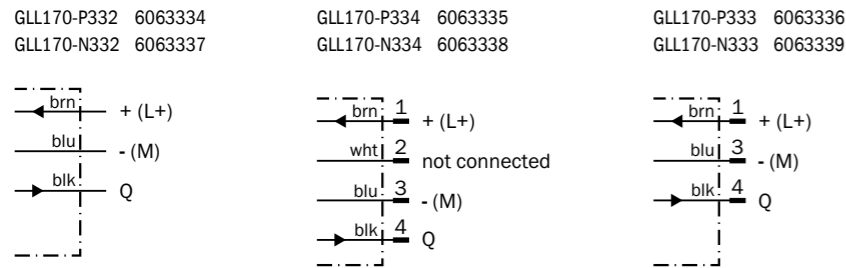 GLL170-P332 6063334
GLL170-N332 6063337
brn + (L+)
blu - (M)
blk Q
GLL170-P334 6063335
GLL170-N334 6063338
brn 1 + (L+)
wht 2 not connected
blu 3 - (M)
blk 4 Q
GLL170-P333 6063336
GLL170-N333 6063339
brn 1 + (L+)
blu 3 - (M)
blk 4 Q